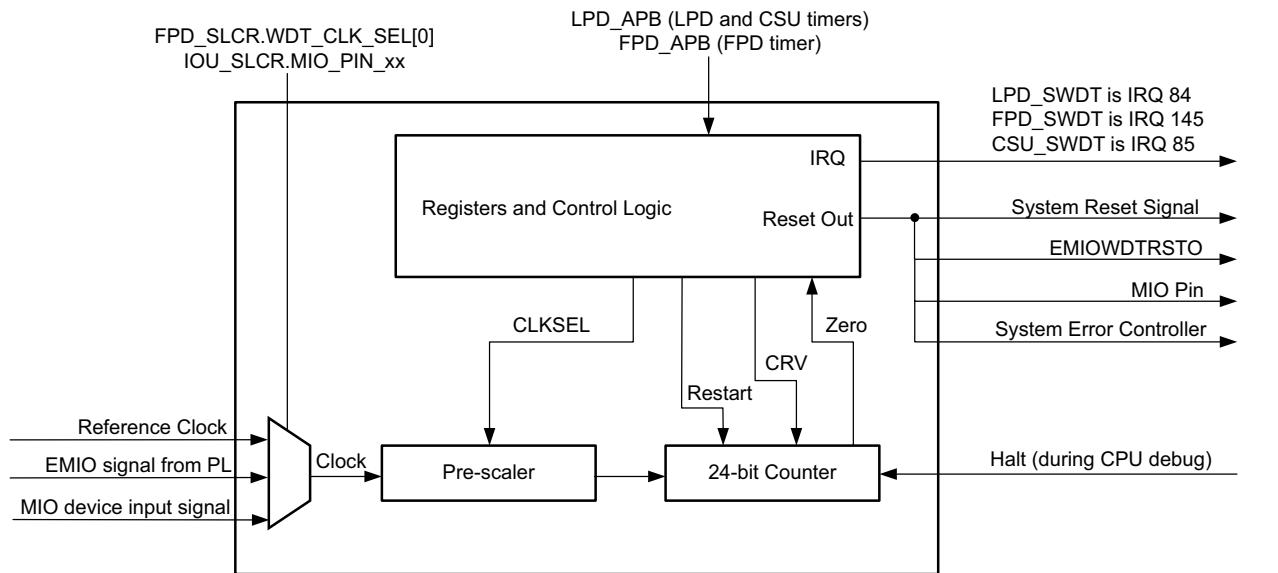 LPD_APB (LPD and CSU timers)
FPD_APB (FPD timer)
FPD_SLCR.WDT_CLK_SEL[0]
IOU_SLCR.MIO_PIN_xx
LPD_SWDT is IRQ 84
FPD_SWDT is IRQ 145
CSU_SWDT is IRQ 85
IRQ
Registers and Control Logic
Reset Out
System Reset Signal
EMIOWDTRSTO
MIO Pin
System Error Controller
CLKSEL
Zero
CRV
Restart
Reference Clock
EMIO signal from PL
MIO device input signal
Clock
Pre-scaler
24-bit Counter
Halt (during CPU debug)